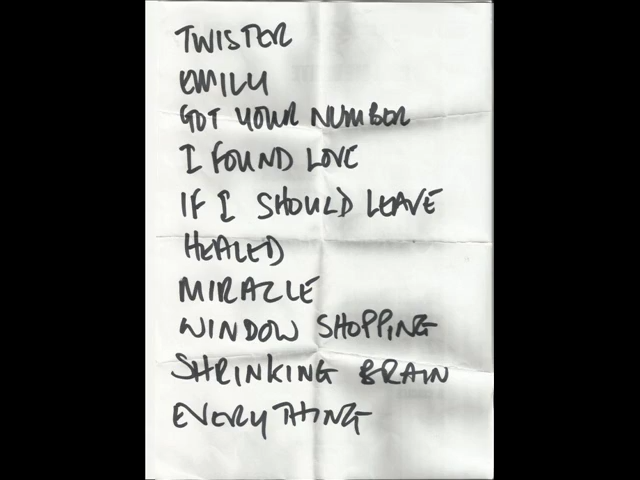 TWISTER
EMILY
GOT YOUR NUMBER
I FOUND LOVE
IF I SHOULD LEAVE
HEALED
MIRACLE
WINDOW SHOPPING
SHRINKING BRAIN
EVERYTHING